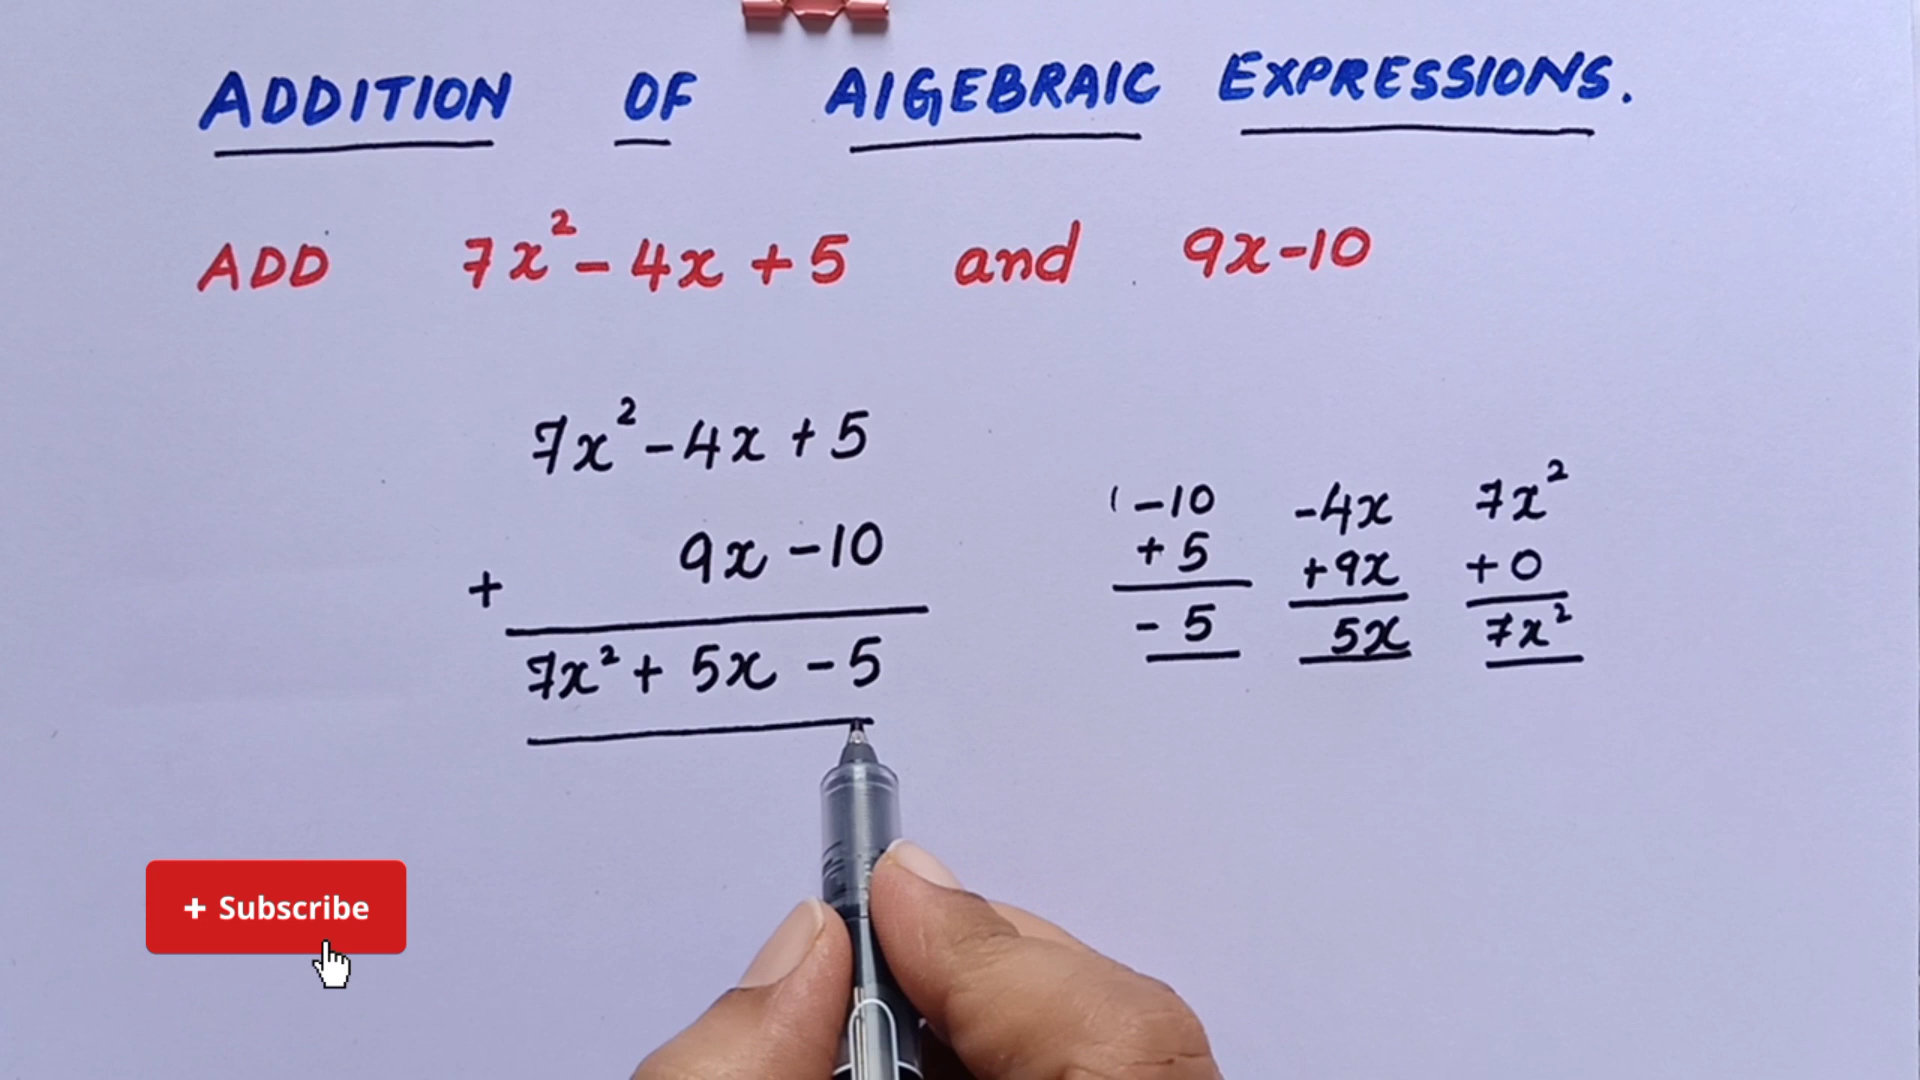 ADDITION OF AlGEBRAIC EXPRESSIONS.
ADD 7x² - 4x + 5 and 9x - 10
7x² - 4x + 5
+ 9x - 10
7x² + 5x - 5
-10
+ 5
- 5
-4x
+9x
5x
7x²
+ 0
7x²
+ Subscribe